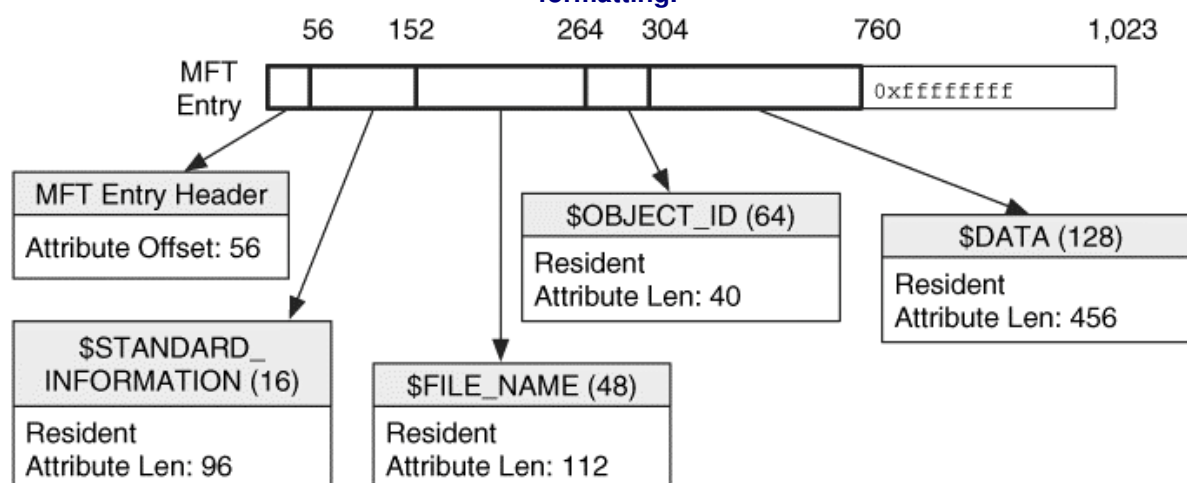 formatting.
56 152 264 304 760 1,023
MFT
Entry
0xffffffff
MFT Entry Header
Attribute Offset: 56
$STANDARD_
INFORMATION (16)
Resident
Attribute Len: 96
$FILE_NAME (48)
Resident
Attribute Len: 112
$OBJECT_ID (64)
Resident
Attribute Len: 40
$DATA (128)
Resident
Attribute Len: 456